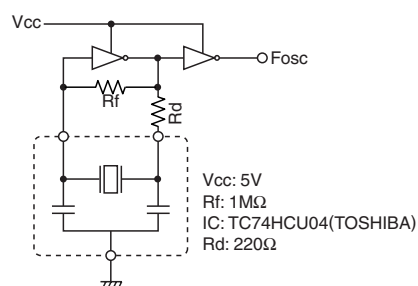 Vcc
Fosc
Rf
Rd
Vcc: 5V
Rf: 1MΩ
IC: TC74HCU04(TOSHIBA)
Rd: 220Ω